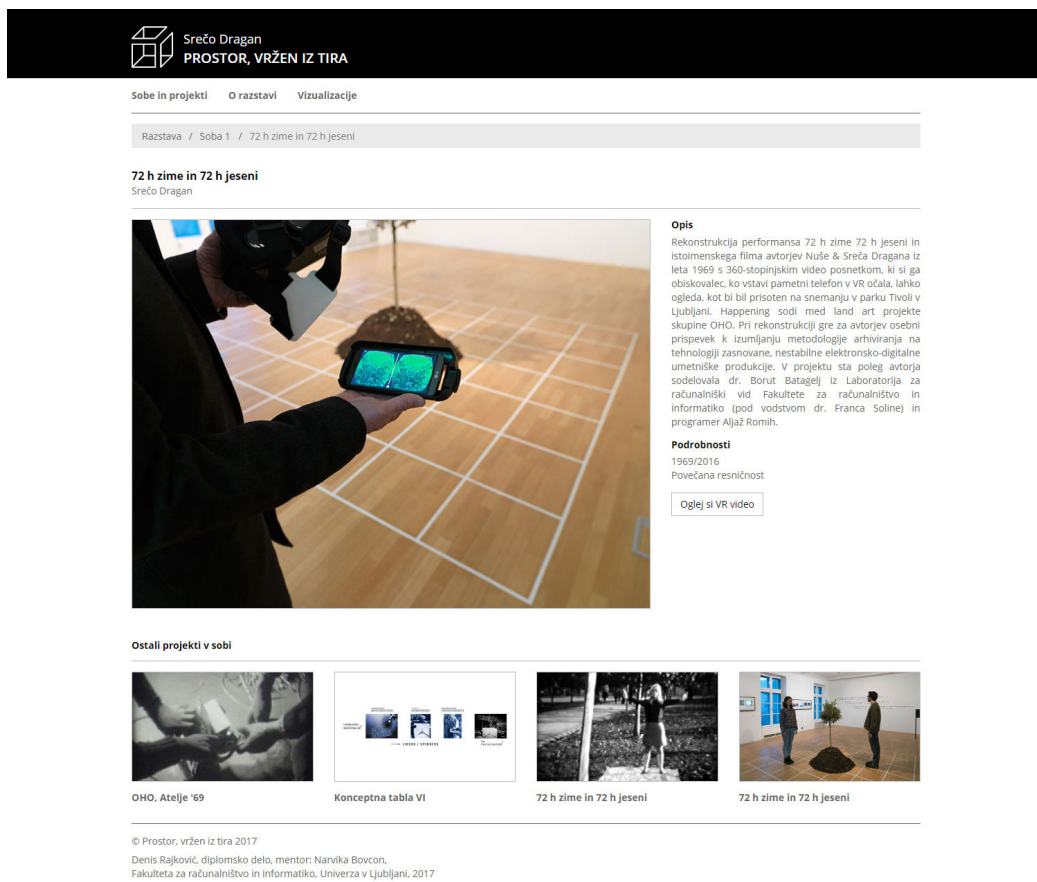 Srečo Dragan
PROSTOR, VRŽEN IZ TIRA
Sobe in projekti O razstavi Vizualizacije
Razstava / Soba 1 / 72 h zime in 72 h jeseni
72 h zime in 72 h jeseni
Srečo Dragan
Opis
Rekonstrukcija performansa 72 h zime 72 h jeseni in
istoimenskega filma avtorjev Nuše & Sreča Dragana iz
leta 1969 s 360-stopinjskim video posnetkom, ki si ga
obiskovalec, ko vstavi pametni telefon v VR očala, lahko
ogleda, kot bi bil prisoten na snemanju v parku Tivoli v
Ljubljani. Happening sodi med land art projekte
skupine OHO. Pri rekonstrukciji gre za avtorjev osebni
prispevek k izumljanju metodologije arhiviranja na
tehnologiji zasnovane, nestabilne elektronsko-digitalne
umetniške produkcije. V projektu sta poleg avtorja
sodelovala dr. Borut Batagelj iz Laboratorija za
računalniški vid Fakultete za računalništvo in
informatiko (pod vodstvom dr. Franca Soline) in
programer Aljaž Romih.
Podrobnosti
1969/2016
Povečana resničnost
Oglej si VR video
Ostali projekti v sobi
OHO, Atelje '69
Konceptna tabla VI
72 h zime in 72 h jeseni
72 h zime in 72 h jeseni
© Prostor, vržen iz tira 2017
Denis Rajković, diplomsko delo, mentor: Narvika Bovcon,
Fakulteta za računalništvo in informatiko, Univerza v Ljubljani, 2017